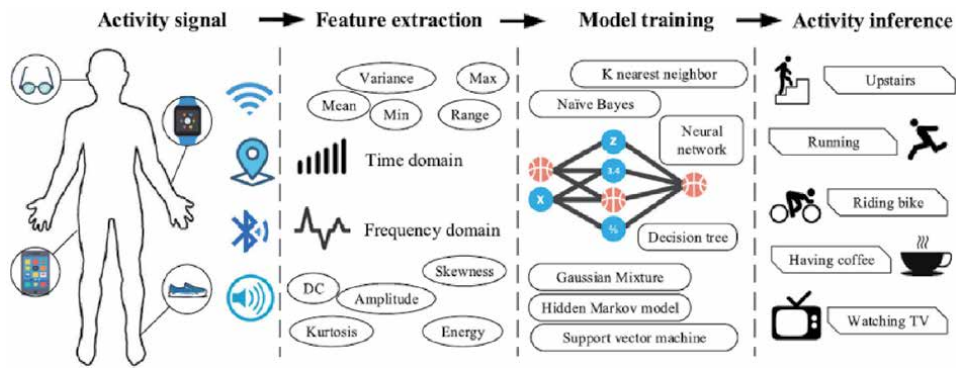 Activity signal
Feature extraction
Model training
Activity inference
Variance
Max
Mean
Min
Range
Time domain
Frequency domain
Skewness
DC
Amplitude
Kurtosis
Energy
K nearest neighbor
Naïve Bayes
Neural
network
Z
3.4
X
½
Decision tree
Gaussian Mixture
Hidden Markov model
Support vector machine
Upstairs
Running
Riding bike
Having coffee
Watching TV